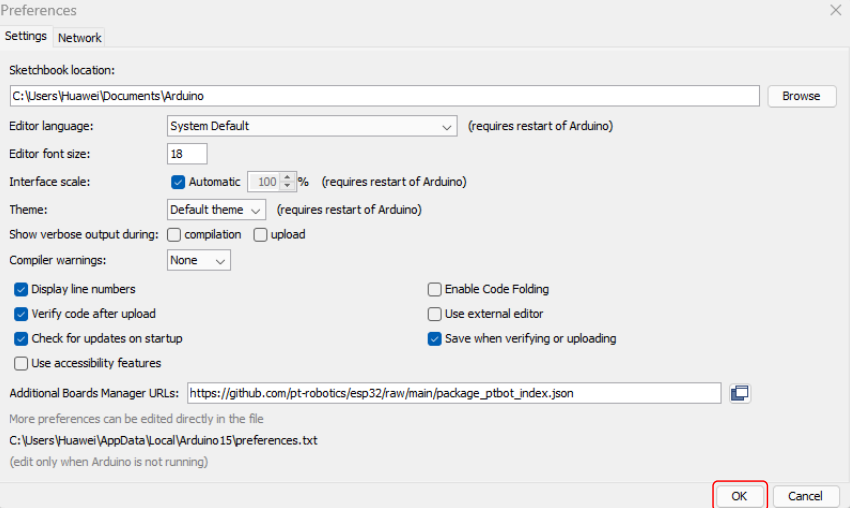 Preferences
Settings Network
Sketchbook location:
C:\Users\Huawei\Documents\Arduino Browse
Editor language: System Default (requires restart of Arduino)
Editor font size: 18
Interface scale: Automatic 100 % (requires restart of Arduino)
Theme: Default theme (requires restart of Arduino)
Show verbose output during: compilation upload
Compiler warnings: None
Display line numbers Enable Code Folding
Verify code after upload Use external editor
Check for updates on startup Save when verifying or uploading
Use accessibility features
Additional Boards Manager URLs: https://github.com/pt-robotics/esp32/raw/main/package_ptbot_index.json
More preferences can be edited directly in the file
C:\Users\Huawei\AppData\Local\Arduino15\preferences.txt
(edit only when Arduino is not running)
OK Cancel